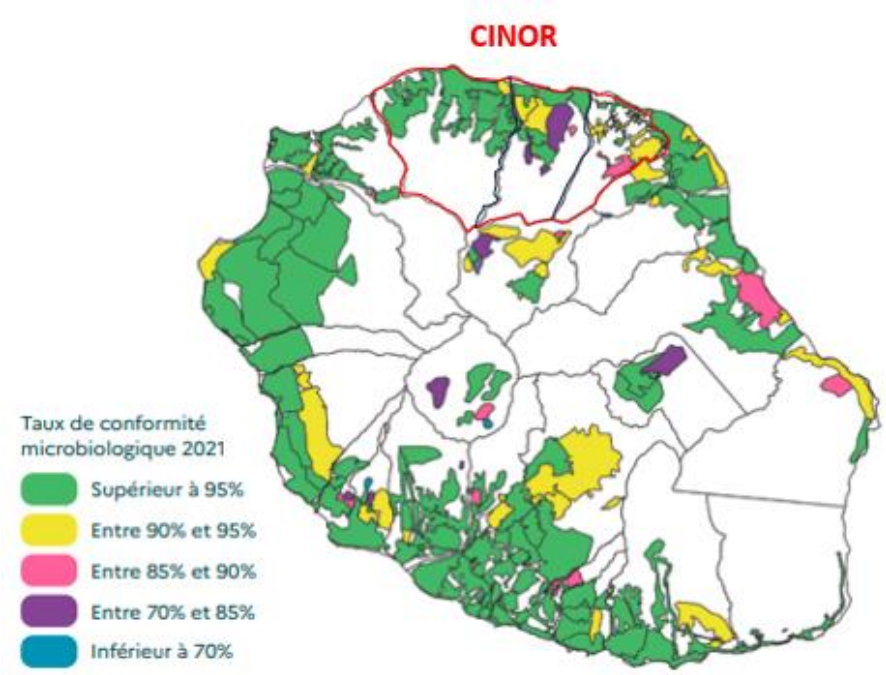 CINOR
Taux de conformité
microbiologique 2021
Supérieur à 95%
Entre 90% et 95%
Entre 85% et 90%
Entre 70% et 85%
Inférieur à 70%